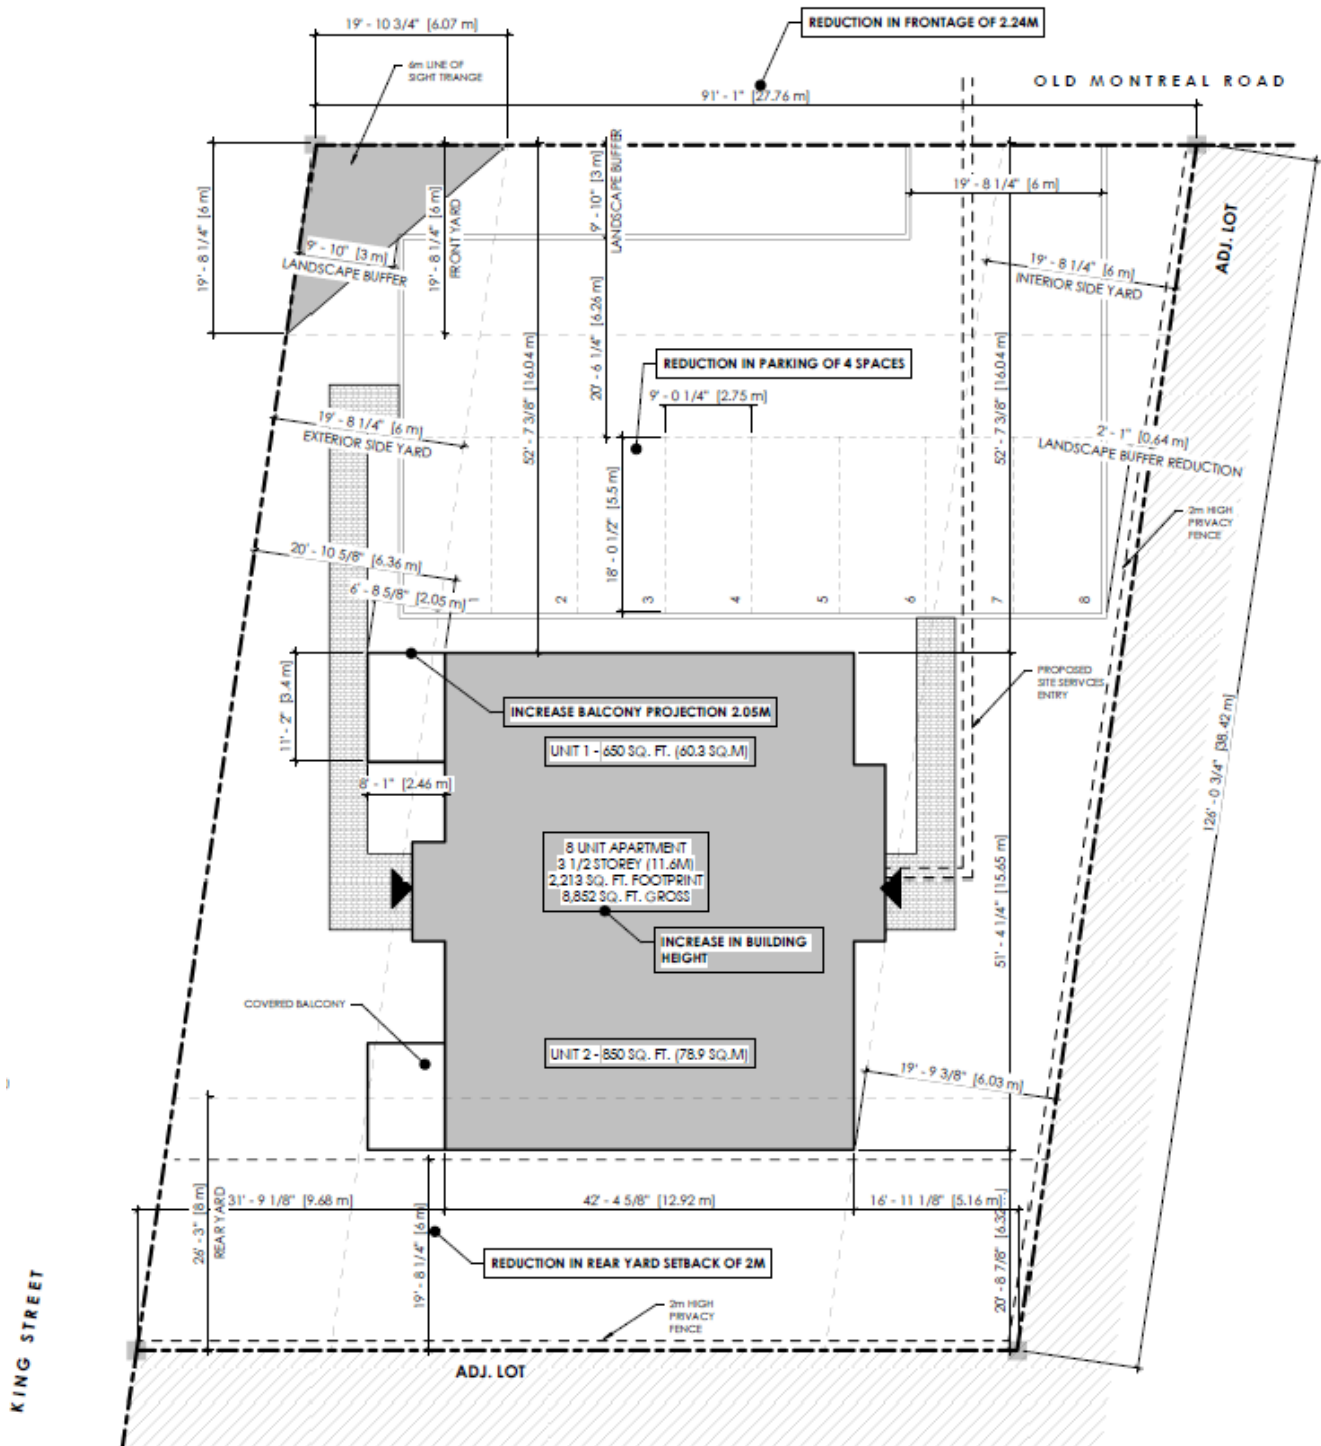 19' - 10 3/4" [6.07 m]
REDUCTION IN FRONTAGE OF 2.24M
6m LINE OF
SIGHT TRIANGLE
OLD MONTREAL ROAD
91' - 1" [27.76 m]
9' - 10" [3 m]
LANDSCAPE BUFFER
19' - 8 1/4" [6 m]
19' - 8 1/4" [6 m]
9' - 10" [3 m]
LANDSCAPE BUFFER
19' - 8 1/4" [6 m]
FRONT YARD
ADJ. LOT
19' - 8 1/4" [6 m]
INTERIOR SIDE YARD
20' - 6 1/4" [6.26 m]
52' - 7 3/8" [16.04 m]
REDUCTION IN PARKING OF 4 SPACES
9' - 0 1/4" [2.75 m]
52' - 7 3/8" [16.04 m]
19' - 8 1/4" [6 m]
EXTERIOR SIDE YARD
2' - 1" [0.64 m]
LANDSCAPE BUFFER REDUCTION
18' - 0 1/2" [5.5 m]
2m HIGH
PRIVACY
FENCE
20' - 10 5/8" [6.36 m]
6' - 8 5/8" [2.05 m]
1
2
3
4
5
6
7
8
11' - 2" [3.4 m]
PROPOSED
SITE SERIVCES
ENTRY
INCREASE BALCONY PROJECTION 2.05M
UNIT 1 - 650 SQ. FT. (60.3 SQ.M)
8' - 1" [2.46 m]
126' - 0 3/4" [38.42 m]
8 UNIT APARTMENT
3 1/2 STOREY (11.6M)
2,213 SQ. FT. FOOTPRINT
8,852 SQ. FT. GROSS
51' - 4 1/4" [15.65 m]
INCREASE IN BUILDING
HEIGHT
COVERED BALCONY
UNIT 2 - 850 SQ. FT. (78.9 SQ.M)
19' - 9 3/8" [6.03 m]
26' - 3" [8 m]
REAR YARD
31' - 9 1/8" [9.68 m]
42' - 4 5/8" [12.92 m]
16' - 11 1/8" [5.16 m]
19' - 8 1/4" [6 m]
20' - 8 7/8" [6.32
REDUCTION IN REAR YARD SETBACK OF 2M
2m HIGH
PRIVACY
FENCE
KING STREET
ADJ. LOT